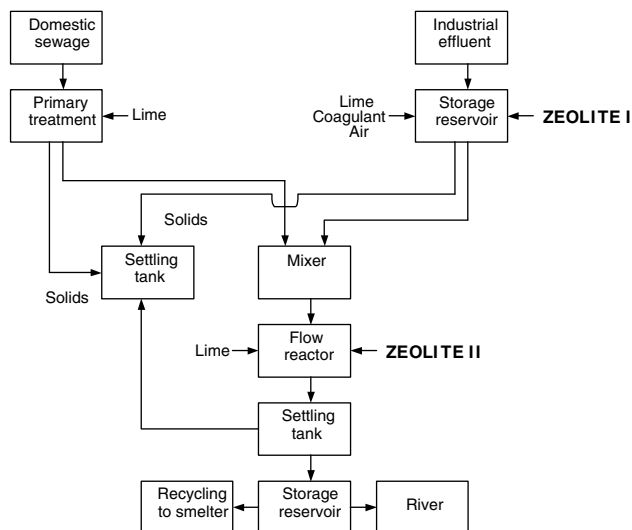 Domestic
sewage
Industrial
effluent
Primary
treatment
Lime
Lime
Coagulant
Air
Storage
reservoir
ZEOLITE I
Solids
Settling
tank
Solids
Mixer
Lime
Flow
reactor
ZEOLITE II
Settling
tank
Recycling
to smelter
Storage
reservoir
River